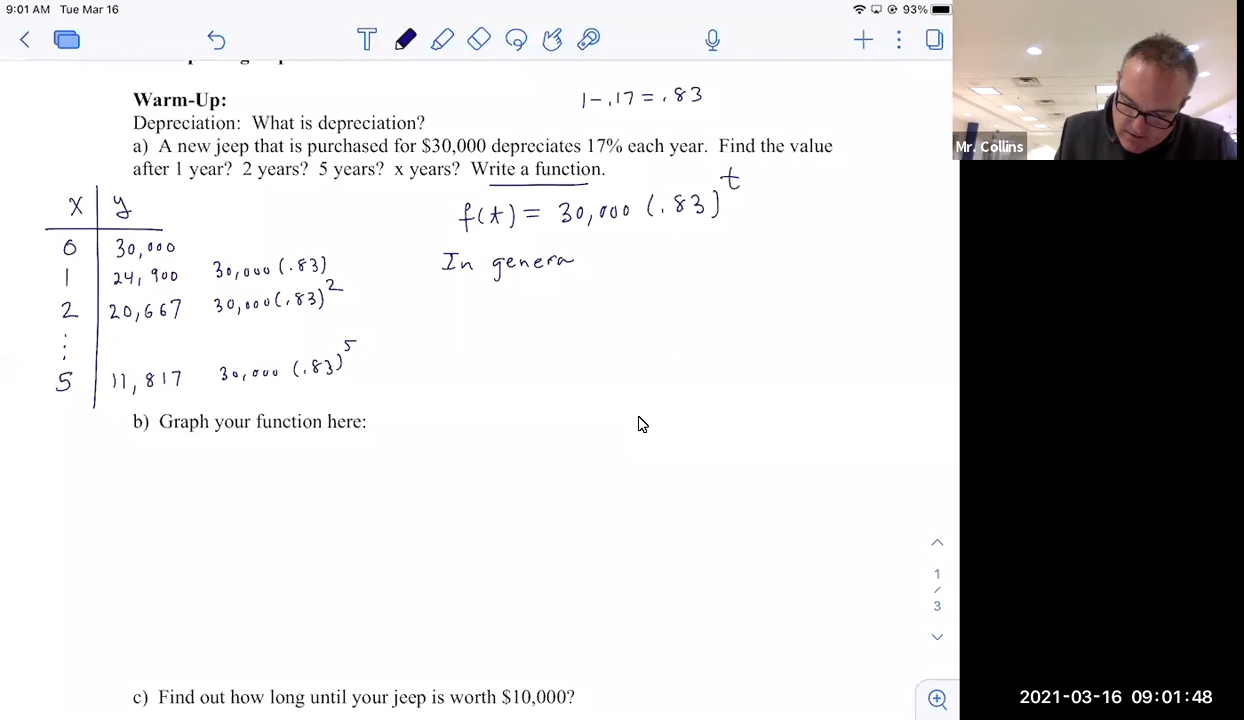 9:01 AM Tue Mar 16
93%
Warm-Up:
1-.17=.83
Depreciation: What is depreciation?
a) A new jeep that is purchased for $30,000 depreciates 17% each year. Find the value
after 1 year? 2 years? 5 years? x years? Write a function.
x y
f(t) = 30,000 (.83)^t
0 30,000
In genera
1 24,900 30,000 (.83)
2 20,667 30,000(.83)^2
⋮
5 11,817 30,000 (.83)^5
b) Graph your function here:
c) Find out how long until your jeep is worth $10,000?
1
/
3
Mr. Collins
2021-03-16 09:01:48